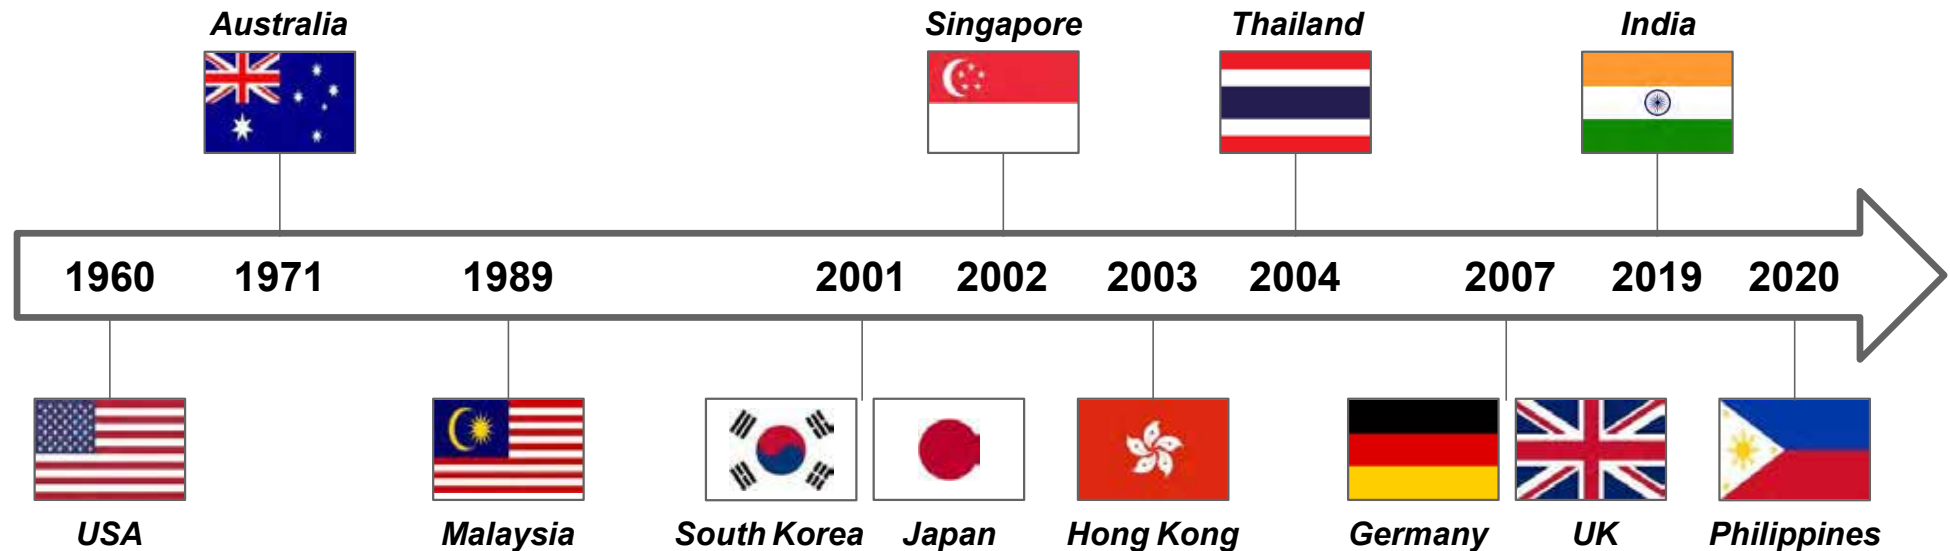 Australia
Singapore
Thailand
India
1960
1971
1989
2001
2002
2003
2004
2007
2019
2020
USA
Malaysia
South Korea
Japan
Hong Kong
Germany
UK
Philippines